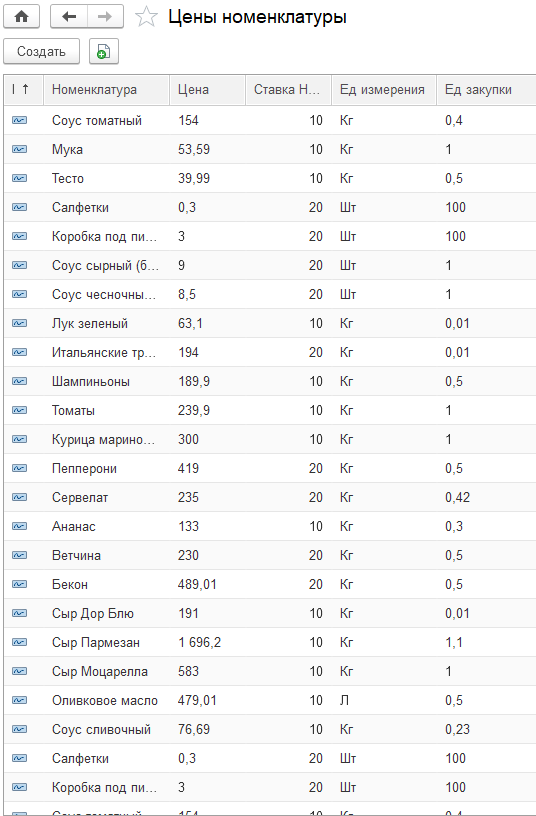 Цены номенклатуры
Создать
I ↑ Номенклатура Цена Ставка Н... Ед измерения Ед закупки
Соус томатный 154 10 Кг 0,4
Мука 53,59 10 Кг 1
Тесто 39,99 10 Кг 0,5
Салфетки 0,3 20 Шт 100
Коробка под пи... 3 20 Шт 100
Соус сырный (б... 9 20 Шт 1
Соус чесночны... 8,5 20 Шт 1
Лук зеленый 63,1 10 Кг 0,01
Итальянские тр... 194 20 Кг 0,01
Шампиньоны 189,9 10 Кг 0,5
Томаты 239,9 10 Кг 1
Курица марино... 300 10 Кг 1
Пепперони 419 20 Кг 0,5
Сервелат 235 20 Кг 0,42
Ананас 133 10 Кг 0,3
Ветчина 230 20 Кг 0,5
Бекон 489,01 20 Кг 0,5
Сыр Дор Блю 191 10 Кг 0,01
Сыр Пармезан 1 696,2 10 Кг 1,1
Сыр Моцарелла 583 10 Кг 1
Оливковое масло 479,01 10 Л 0,5
Соус сливочный 76,69 10 Кг 0,23
Салфетки 0,3 20 Шт 100
Коробка под пи... 3 20 Шт 100